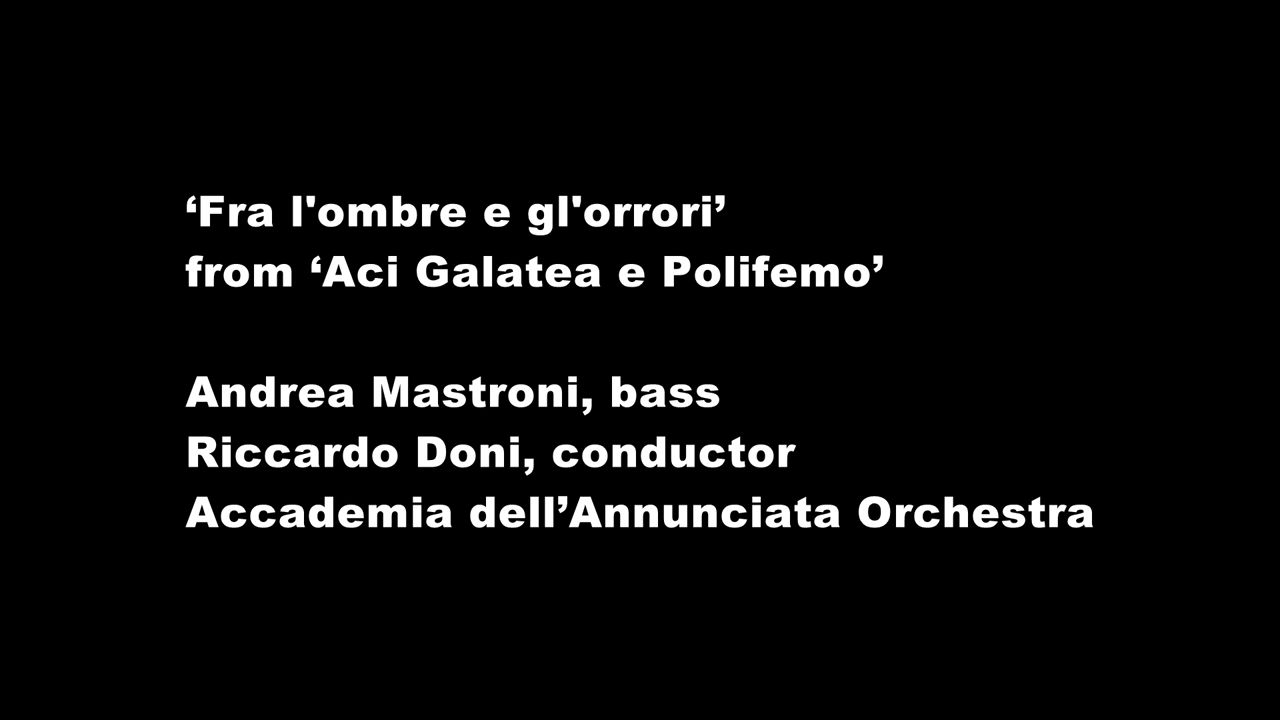 ‘Fra l'ombre e gl'orrori’
from ‘Aci Galatea e Polifemo’
Andrea Mastroni, bass
Riccardo Doni, conductor
Accademia dell’Annunciata Orchestra